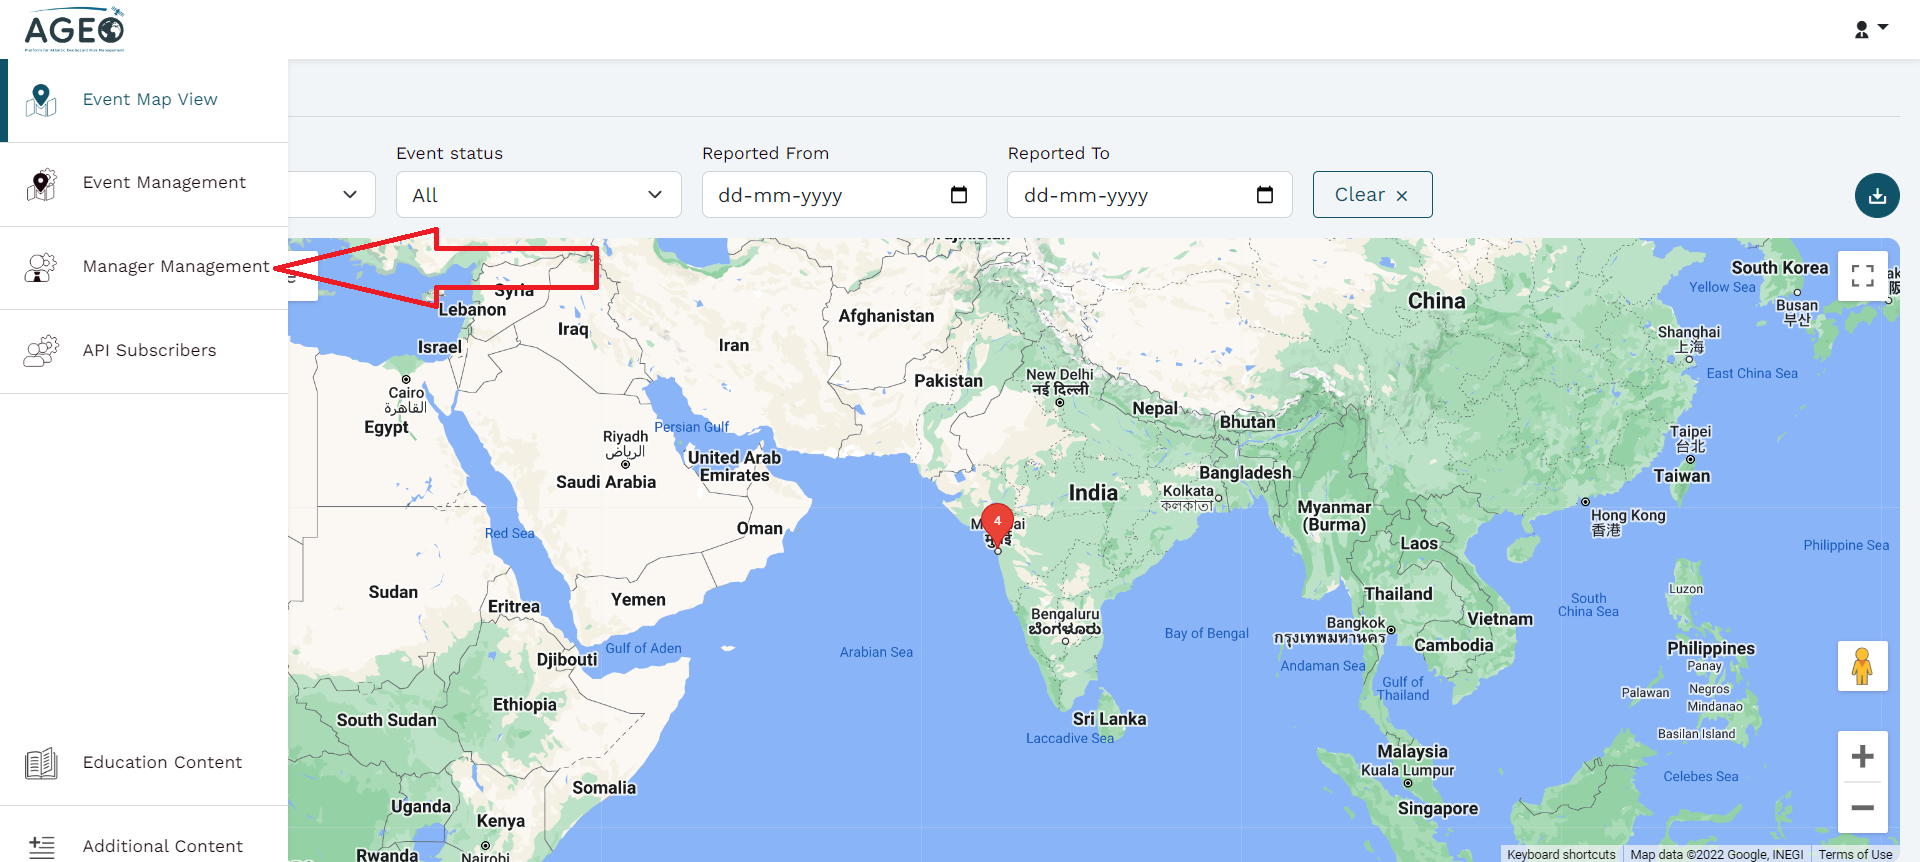 AGEO
Platform for Atlantic Geohazard Risk Management
Event Map View
Event Management
Manager Management
API Subscribers
Education Content
Additional Content
Event status
Reported From
Reported To
All
dd-mm-yyyy
dd-mm-yyyy
Clear ×
South Korea
Yellow Sea
Busan
부산
China
Shanghai
上海
East China Sea
Syria
Lebanon
Iraq
Israel
Iran
Afghanistan
Pakistan
New Delhi
नई दिल्ली
Nepal
Bhutan
Cairo
القاهرة
Egypt
Persian Gulf
Riyadh
الرياض
United Arab
Emirates
Saudi Arabia
Bangladesh
Kolkata
কলকাতা
India
Taipei
台北
Taiwan
Hong Kong
香港
Myanmar
(Burma)
4
Oman
Red Sea
Laos
Philippine Sea
Sudan
Eritrea
Yemen
Thailand
Luzon
South
China Sea
Bengaluru
ಬೆಂಗಳೂರು
Bangkok
กรุงเทพมหานคร
Vietnam
Cambodia
Bay of Bengal
Arabian Sea
Gulf of Aden
Djibouti
Andaman Sea
Gulf of
Thailand
Philippines
Panay
Palawan
Negros
Mindanao
Basilan Island
Ethiopia
South Sudan
Sri Lanka
Laccadive Sea
Malaysia
Kuala Lumpur
Celebes Sea
Somalia
Uganda
Kenya
Singapore
Rwanda
Nairobi
Keyboard shortcuts
Map data ©2022 Google, INEGI
Terms of Use